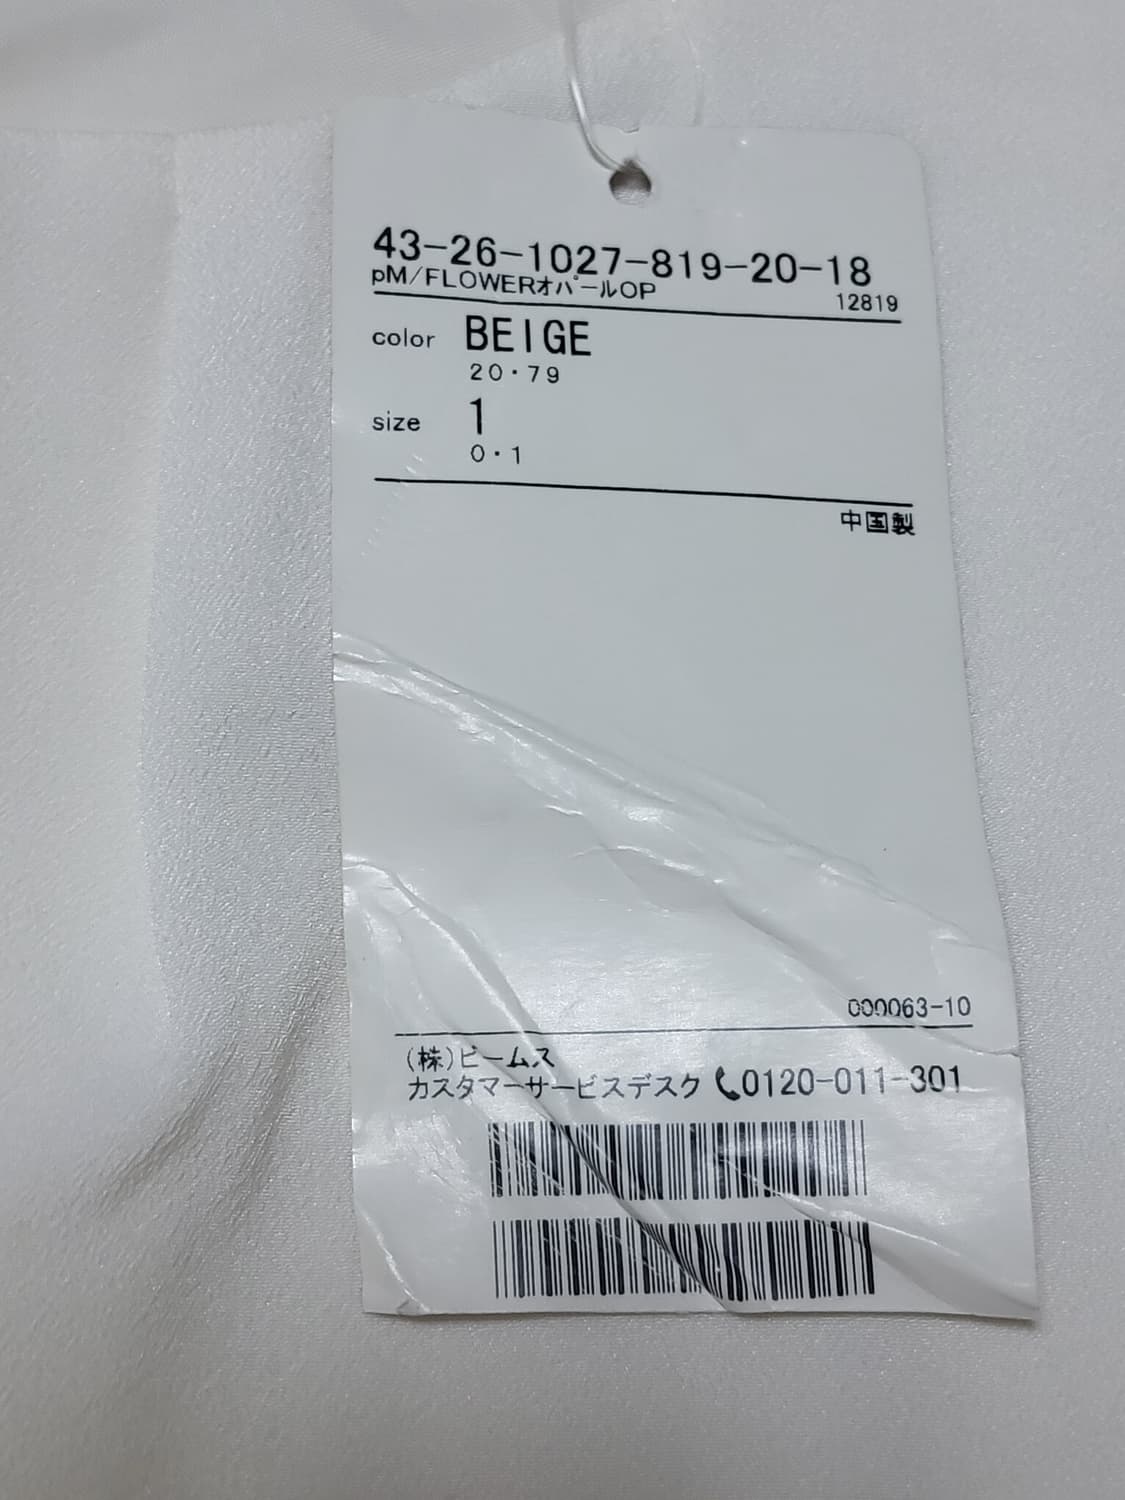 43-26-1027-819-20-18
pM/FLOWERオパールOP
12819
color BEIGE
20・79
size 1
0・1
中国製
000063-10
(株)ビームス
カスタマーサービスデスク 0120-011-301